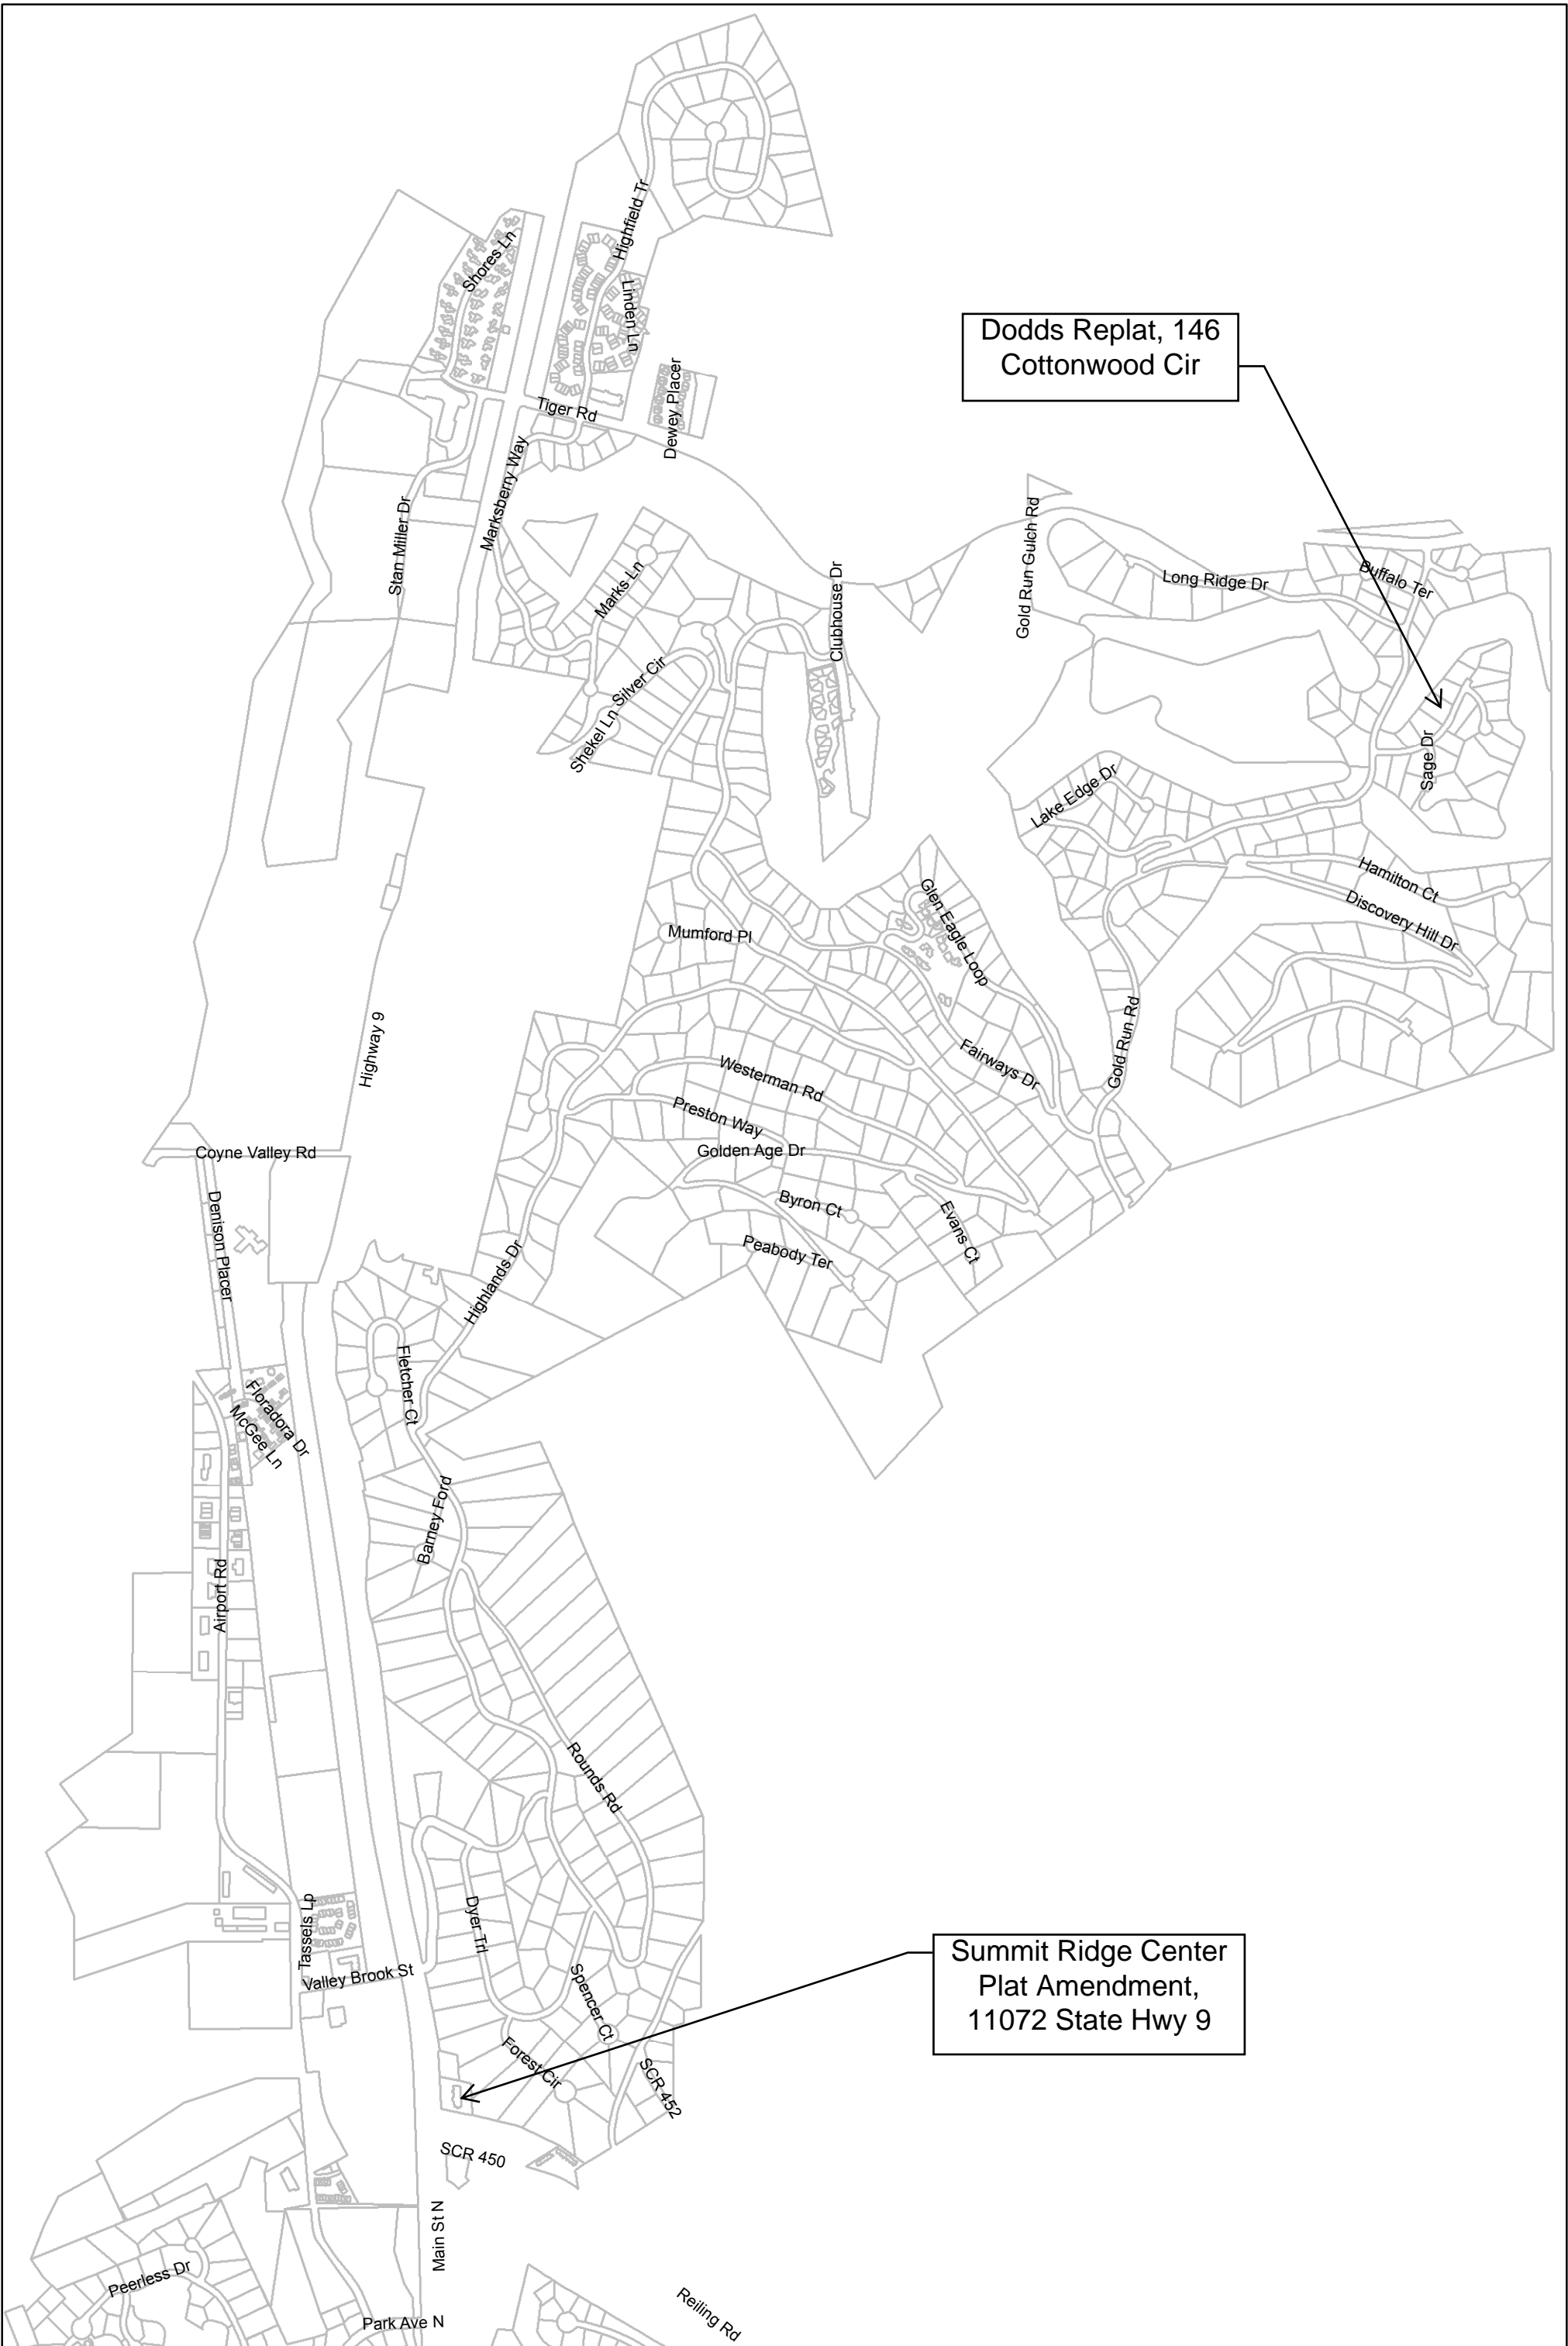 Highfield Tr
Shores Ln
Linden Ln
Dodds Replat, 146
Cottonwood Cir
Dewey Placer
Tiger Rd
Marksberry Way
Stan Miller Dr
Gold Run Gulch Rd
Marks Ln
Clubhouse Dr
Long Ridge Dr
Buffalo Ter
Silver Cir
Shekel Ln
Sage Dr
Lake Edge Dr
Hamilton Ct
Discovery Hill Dr
Glen Eagle Loop
Mumford Pl
Highway 9
Gold Run Rd
Fairways Dr
Westerman Rd
Preston Way
Golden Age Dr
Coyne Valley Rd
Denison Placer
Byron Ct
Evans Ct
Peabody Ter
Highlands Dr
Fletcher Ct
Floradora Dr
McGee Ln
Barney Ford
Airport Rd
Rounds Rd
Dyer Trl
Tassels Lp
Valley Brook St
Spencer Ct
Summit Ridge Center
Plat Amendment,
11072 State Hwy 9
Forest Cir
SCR 452
SCR 450
Main St N
Peerless Dr
Park Ave N
Reiling Rd